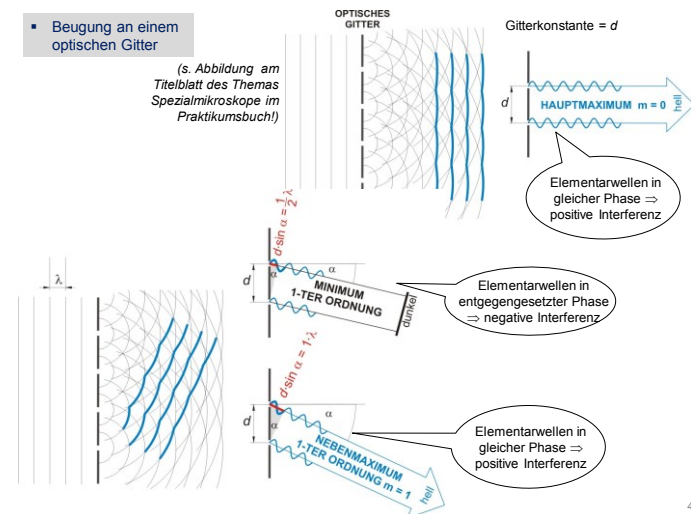 ▪ Beugung an einem
optischen Gitter
(s. Abbildung am
Titelblatt des Themas
Spezialmikroskope im
Praktikumsbuch!)
OPTISCHES
GITTER
Gitterkonstante = d
d
HAUPTMAXIMUM m = 0
hell
Elementarwellen in
gleicher Phase ⇒
positive Interferenz
λ
d·sin α = 1/2 λ
d
α
α
MINIMUM
1-TER ORDNUNG
dunkel
Elementarwellen in
entgegengesetzter Phase
⇒ negative Interferenz
d·sin α = 1·λ
d
α
α
NEBENMAXIMUM
1-TER ORDNUNG m = 1
hell
Elementarwellen in
gleicher Phase ⇒
positive Interferenz
4